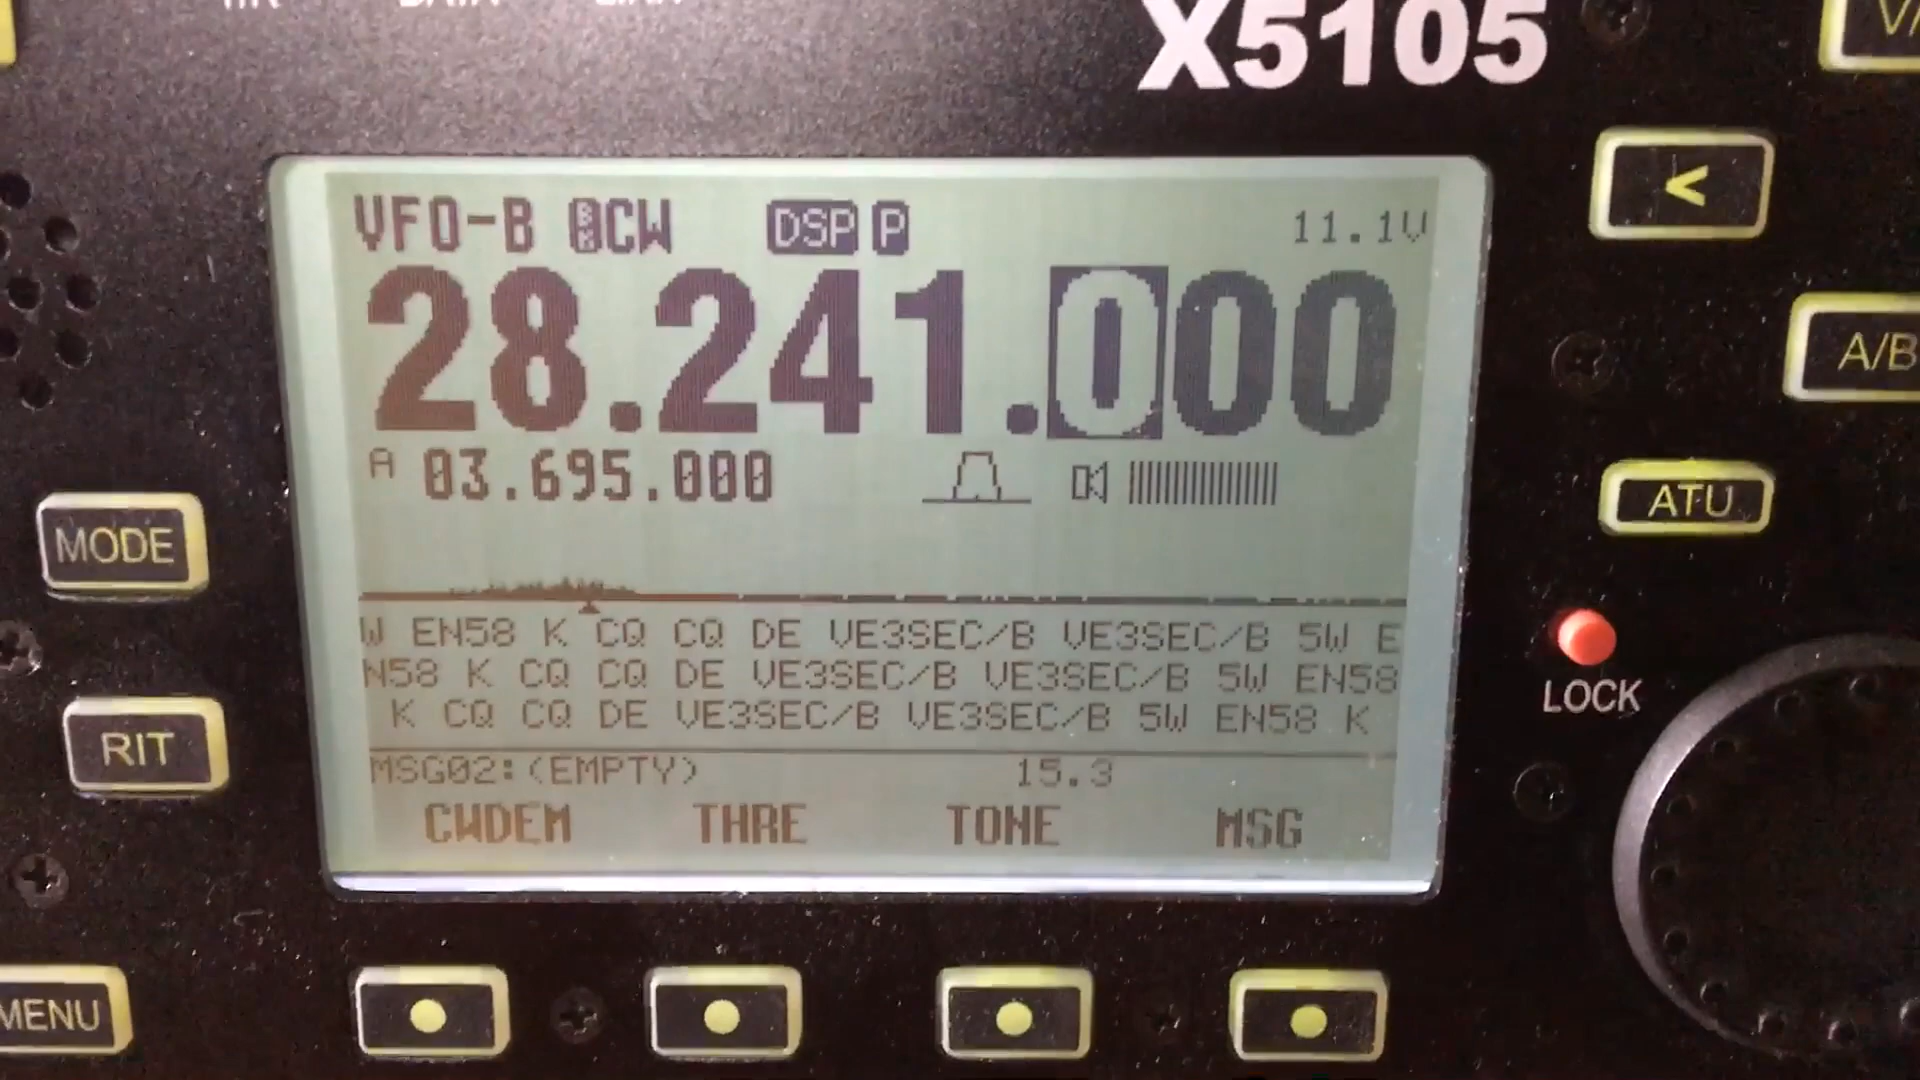 X5105
<
VFO-B CW DSP P 11.1V
28.241.000
A/B
A 03.695.000
ATU
MODE
W EN58 K CQ CQ DE VE3SEC/B VE3SEC/B 5W E
N58 K CQ CQ DE VE3SEC/B VE3SEC/B 5W EN58
K CQ CQ DE VE3SEC/B VE3SEC/B 5W EN58 K
LOCK
RIT
MSG02:(EMPTY) 15.3
CWDEM THRE TONE MSG
MENU